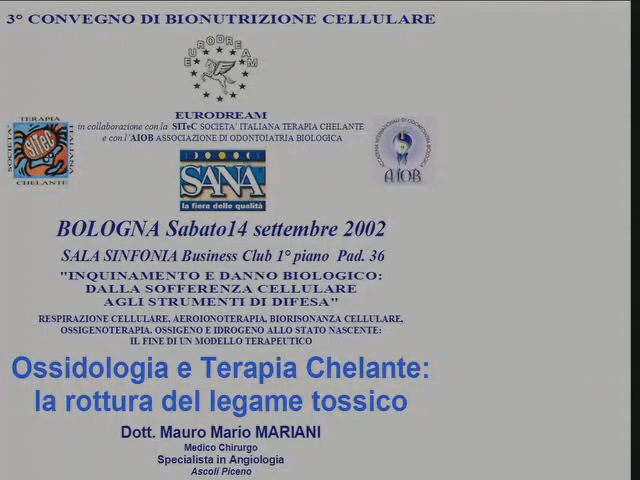 3° CONVEGNO DI BIONUTRIZIONE CELLULARE
EURODREAM
EURODREAM
in collaborazione con la SITeC SOCIETA' ITALIANA TERAPIA CHELANTE
e con l'AIOB ASSOCIAZIONE DI ODONTOIATRIA BIOLOGICA
SOCIETA' TERAPIA ITALIANA CHELANTE
SITeC
SANA
la fiera delle qualità
AIOB
BOLOGNA Sabato14 settembre 2002
SALA SINFONIA Business Club 1° piano Pad. 36
"INQUINAMENTO E DANNO BIOLOGICO:
DALLA SOFFERENZA CELLULARE
AGLI STRUMENTI DI DIFESA"
RESPIRAZIONE CELLULARE, AEROIONOTERAPIA, BIORISONANZA CELLULARE,
OSSIGENOTERAPIA. OSSIGENO E IDROGENO ALLO STATO NASCENTE:
IL FINE DI UN MODELLO TERAPEUTICO
Ossidologia e Terapia Chelante:
la rottura del legame tossico
Dott. Mauro Mario MARIANI
Medico Chirurgo
Specialista in Angiologia
Ascoli Piceno